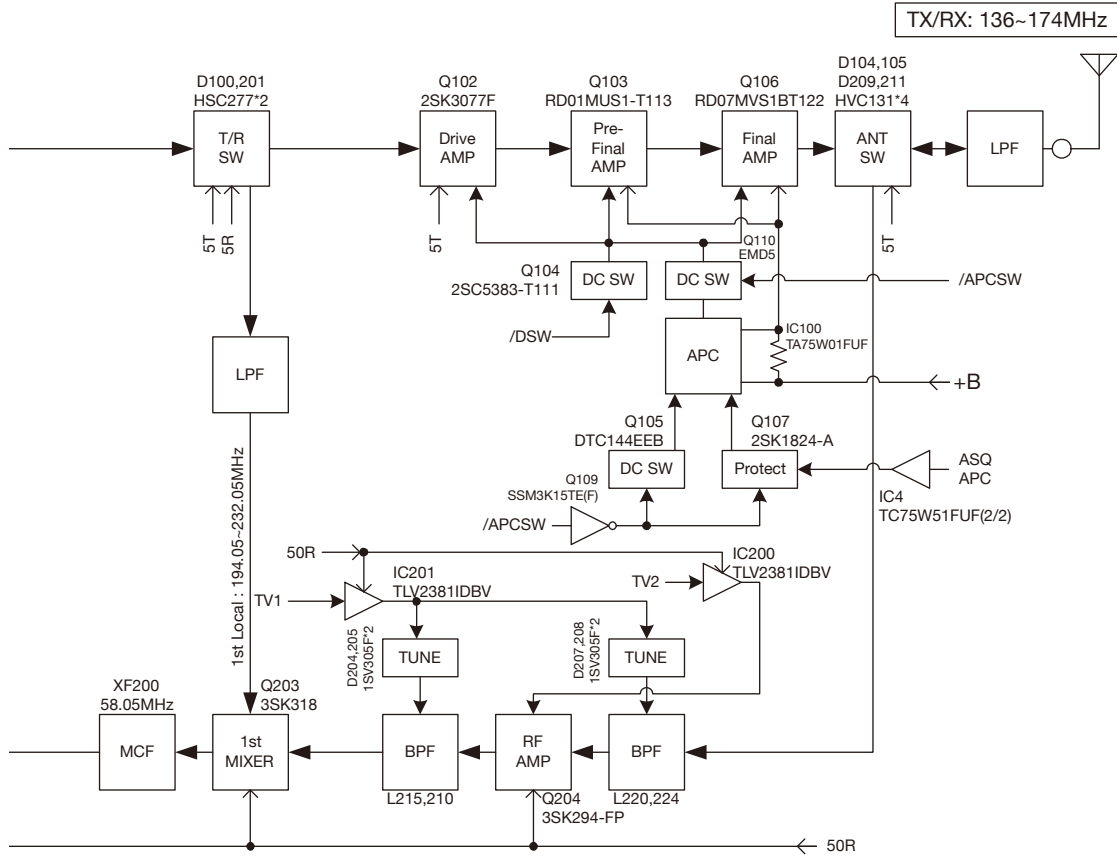 TX/RX: 136~174MHz
D100,201
HSC277*2
T/R
SW
Q102
2SK3077F
Drive
AMP
Q103
RD01MUS1-T113
Pre-
Final
AMP
Q106
RD07MVS1BT122
Final
AMP
D104,105
D209,211
HVC131*4
ANT
SW
LPF
5T
5R
5T
5T
Q104
2SC5383-T111
DC SW
Q110
EMD5
DC SW
/APCSW
/DSW
APC
IC100
TA75W01FUF
+B
LPF
Q105
DTC144EEB
DC SW
Q107
2SK1824-A
Protect
ASQ
APC
IC4
TC75W51FUF(2/2)
Q109
SSM3K15TE(F)
/APCSW
1st Local : 194.05~232.05MHz
50R
TV1
IC201
TLV2381IDBV
TV2
IC200
TLV2381IDBV
D204,205
1SV305F*2
TUNE
D207,208
1SV305F*2
TUNE
XF200
58.05MHz
MCF
Q203
3SK318
1st
MIXER
BPF
L215,210
RF
AMP
Q204
3SK294-FP
BPF
L220,224
50R